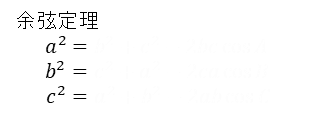 余弦定理
a² =
b² =
c² =